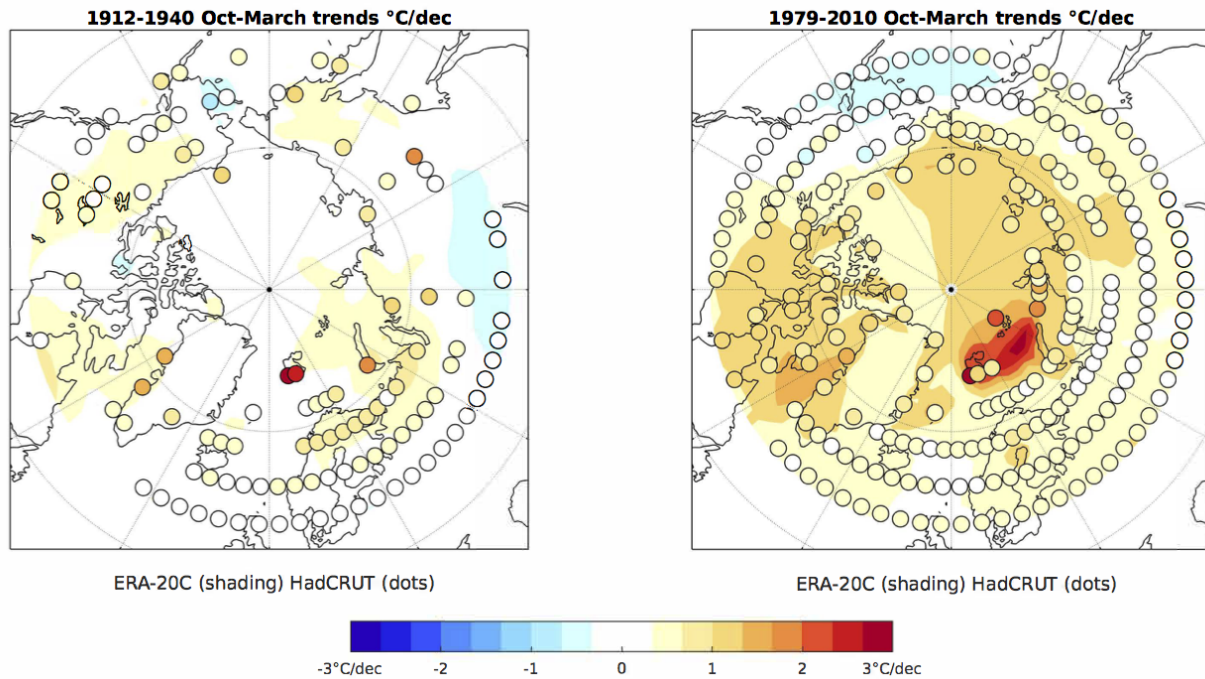 1912-1940 Oct-March trends °C/dec
1979-2010 Oct-March trends °C/dec
ERA-20C (shading) HadCRUT (dots)
ERA-20C (shading) HadCRUT (dots)
-3°C/dec -2 -1 0 1 2 3°C/dec